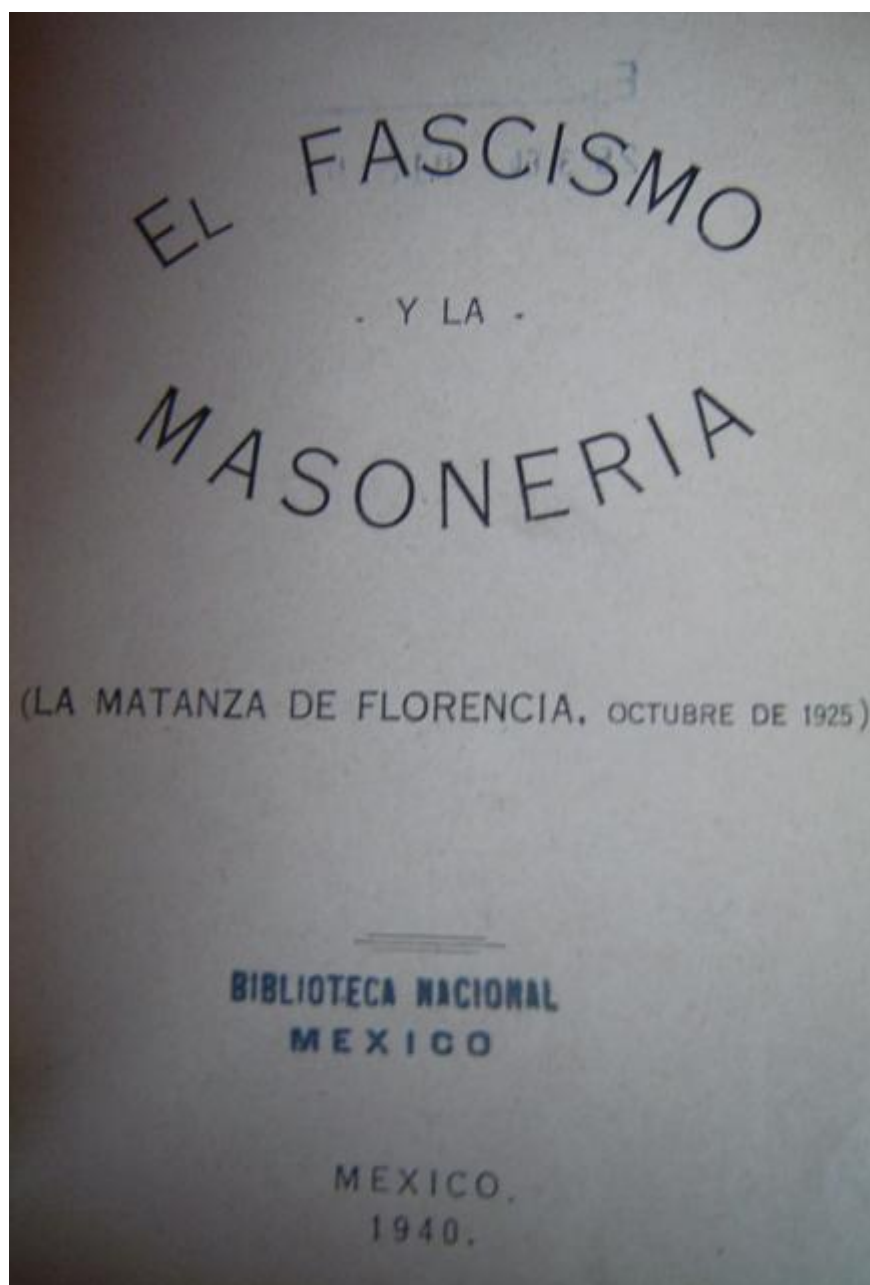 EL FASCISMO
. Y LA .
MASONERIA
(LA MATANZA DE FLORENCIA, OCTUBRE DE 1925)
BIBLIOTECA NACIONAL
MEXICO
MEXICO.
1940.